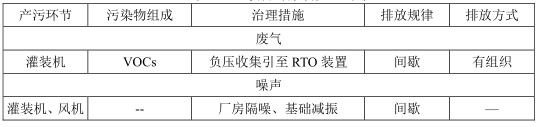 产污环节 污染物组成 治理措施 排放规律 排放方式
废气
灌装机 VOCs 负压收集引至 RTO 装置 间歇 有组织
噪声
灌装机、风机 -- 厂房隔噪、基础减振 间歇 —